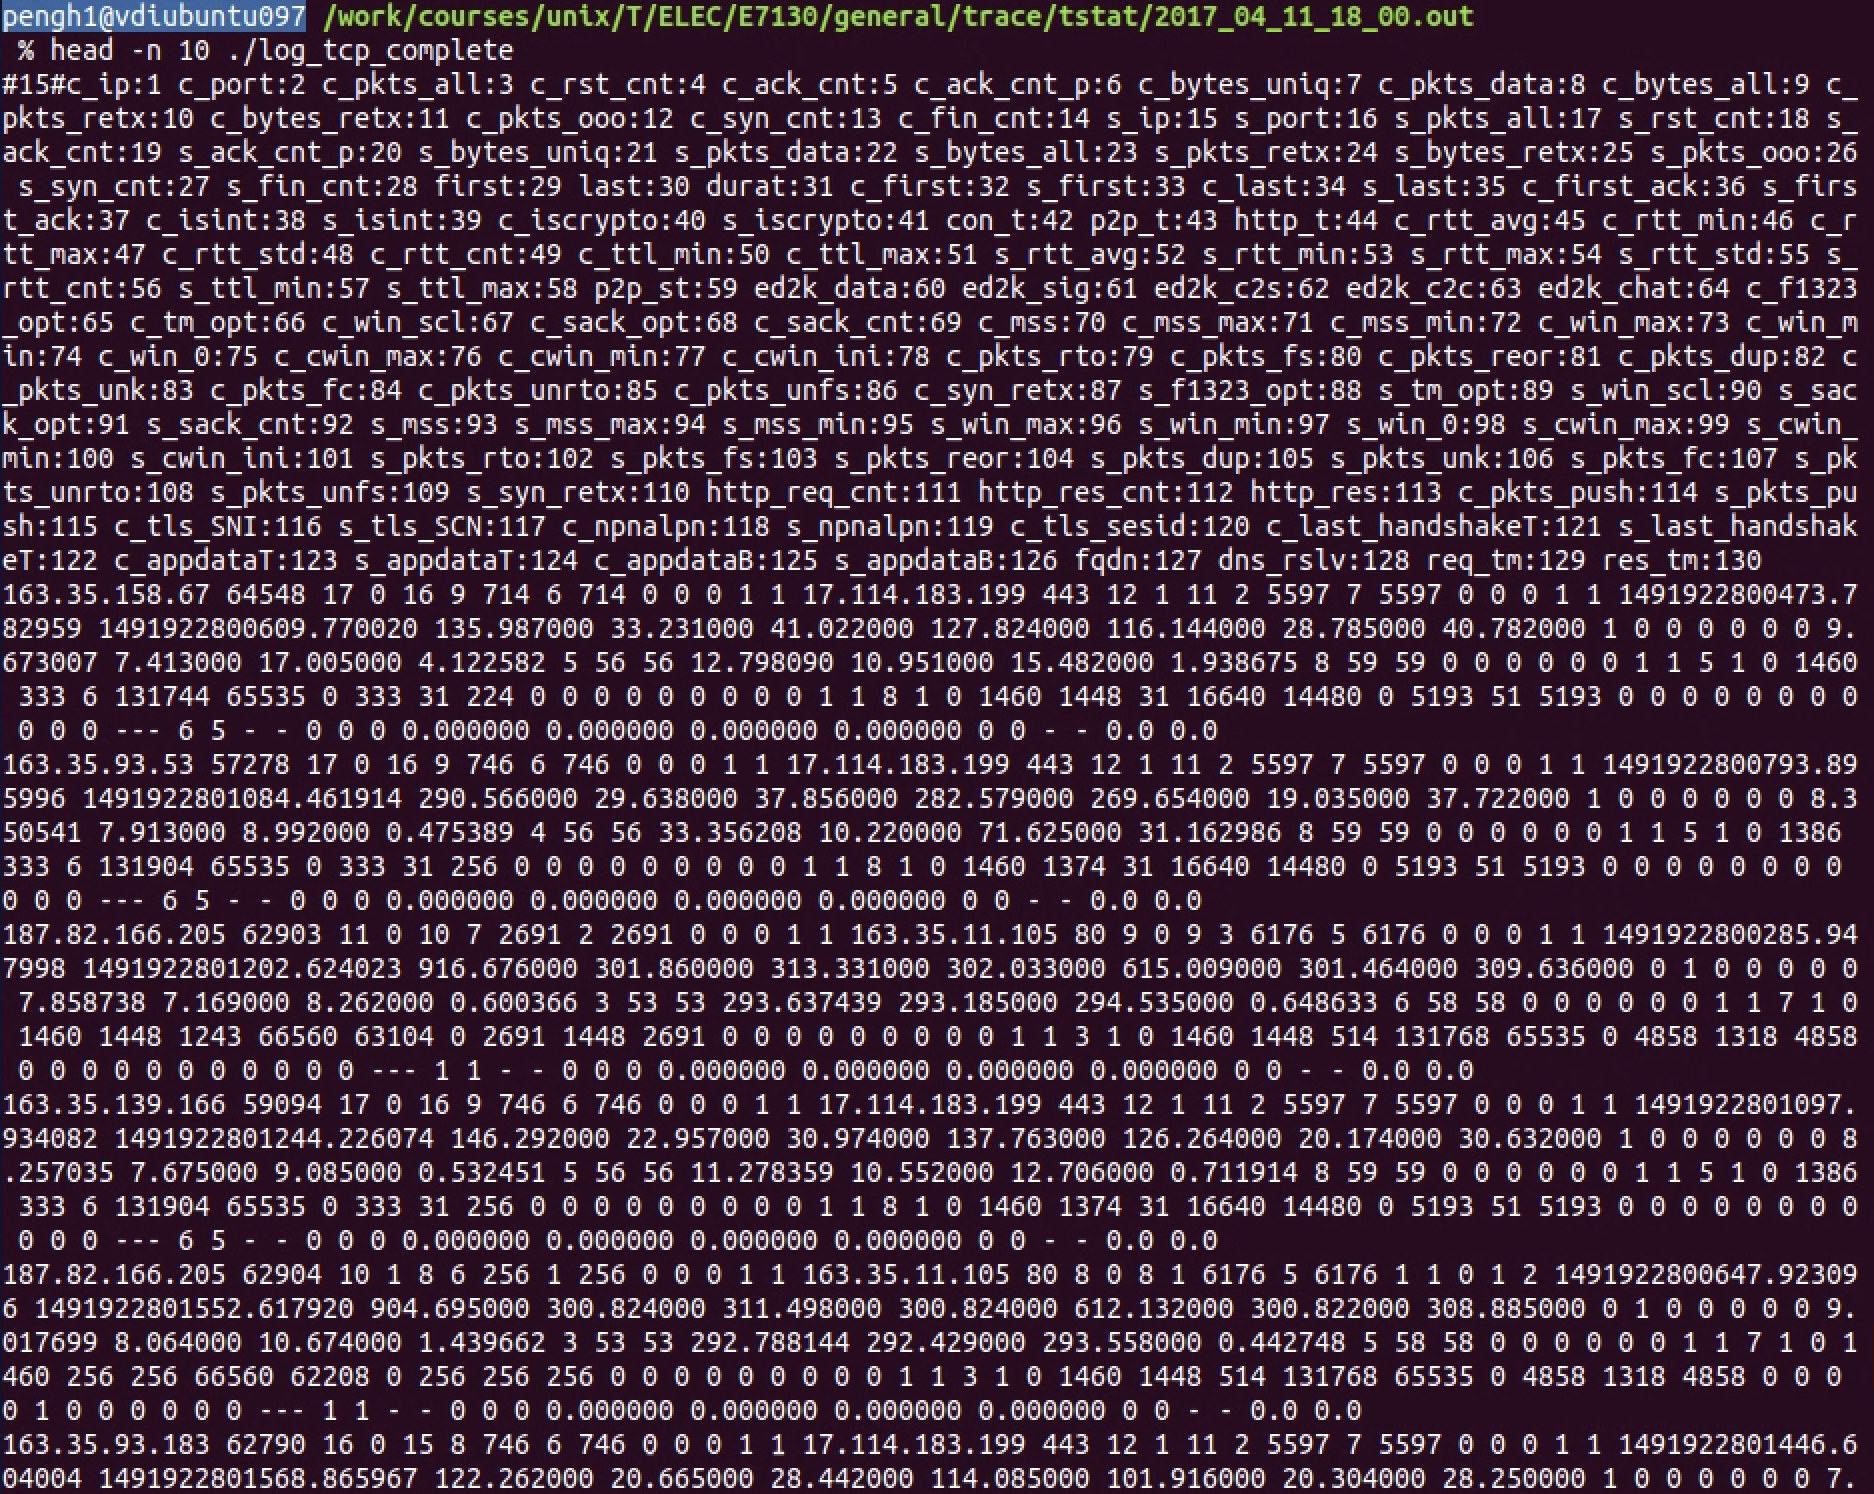 pengh1@vdiubuntu097 /work/courses/unix/T/ELEC/E7130/general/trace/tstat/2017_04_11_18_00.out
% head -n 10 ./log_tcp_complete
#15#c_ip:1 c_port:2 c_pkts_all:3 c_rst_cnt:4 c_ack_cnt:5 c_ack_cnt_p:6 c_bytes_uniq:7 c_pkts_data:8 c_bytes_all:9 c_
pkts_retx:10 c_bytes_retx:11 c_pkts_ooo:12 c_syn_cnt:13 c_fin_cnt:14 s_ip:15 s_port:16 s_pkts_all:17 s_rst_cnt:18 s_
ack_cnt:19 s_ack_cnt_p:20 s_bytes_uniq:21 s_pkts_data:22 s_bytes_all:23 s_pkts_retx:24 s_bytes_retx:25 s_pkts_ooo:26
 s_syn_cnt:27 s_fin_cnt:28 first:29 last:30 durat:31 c_first:32 s_first:33 c_last:34 s_last:35 c_first_ack:36 s_firs
t_ack:37 c_isint:38 s_isint:39 c_iscrypto:40 s_iscrypto:41 con_t:42 p2p_t:43 http_t:44 c_rtt_avg:45 c_rtt_min:46 c_r
tt_max:47 c_rtt_std:48 c_rtt_cnt:49 c_ttl_min:50 c_ttl_max:51 s_rtt_avg:52 s_rtt_min:53 s_rtt_max:54 s_rtt_std:55 s_
rtt_cnt:56 s_ttl_min:57 s_ttl_max:58 p2p_st:59 ed2k_data:60 ed2k_sig:61 ed2k_c2s:62 ed2k_c2c:63 ed2k_chat:64 c_f1323
_opt:65 c_tm_opt:66 c_win_scl:67 c_sack_opt:68 c_sack_cnt:69 c_mss:70 c_mss_max:71 c_mss_min:72 c_win_max:73 c_win_m
in:74 c_win_0:75 c_cwin_max:76 c_cwin_min:77 c_cwin_ini:78 c_pkts_rto:79 c_pkts_fs:80 c_pkts_reor:81 c_pkts_dup:82 c
_pkts_unk:83 c_pkts_fc:84 c_pkts_unrto:85 c_pkts_unfs:86 c_syn_retx:87 s_f1323_opt:88 s_tm_opt:89 s_win_scl:90 s_sac
k_opt:91 s_sack_cnt:92 s_mss:93 s_mss_max:94 s_mss_min:95 s_win_max:96 s_win_min:97 s_win_0:98 s_cwin_max:99 s_cwin_
min:100 s_cwin_ini:101 s_pkts_rto:102 s_pkts_fs:103 s_pkts_reor:104 s_pkts_dup:105 s_pkts_unk:106 s_pkts_fc:107 s_pk
ts_unrto:108 s_pkts_unfs:109 s_syn_retx:110 http_req_cnt:111 http_res_cnt:112 http_res:113 c_pkts_push:114 s_pkts_pu
sh:115 c_tls_SNI:116 s_tls_SCN:117 c_npnalpn:118 s_npnalpn:119 c_tls_sesid:120 c_last_handshakeT:121 s_last_handshak
eT:122 c_appdataT:123 s_appdataT:124 c_appdataB:125 s_appdataB:126 fqdn:127 dns_rslv:128 req_tm:129 res_tm:130
163.35.158.67 64548 17 0 16 9 714 6 714 0 0 0 1 1 17.114.183.199 443 12 1 11 2 5597 7 5597 0 0 0 1 1 1491922800473.7
82959 1491922800609.770020 135.987000 33.231000 41.022000 127.824000 116.144000 28.785000 40.782000 1 0 0 0 0 0 0 9.
673007 7.413000 17.005000 4.122582 5 56 56 12.798090 10.951000 15.482000 1.938675 8 59 59 0 0 0 0 0 0 1 1 5 1 0 1460
 333 6 131744 65535 0 333 31 224 0 0 0 0 0 0 0 0 0 1 1 8 1 0 1460 1448 31 16640 14480 0 5193 51 5193 0 0 0 0 0 0 0 0
 0 0 0 --- 6 5 - - 0 0 0 0.000000 0.000000 0.000000 0.000000 0 0 - - 0.0 0.0
163.35.93.53 57278 17 0 16 9 746 6 746 0 0 0 1 1 17.114.183.199 443 12 1 11 2 5597 7 5597 0 0 0 1 1 1491922800793.89
5996 1491922801084.461914 290.566000 29.638000 37.856000 282.579000 269.654000 19.035000 37.722000 1 0 0 0 0 0 0 8.3
50541 7.913000 8.992000 0.475389 4 56 56 33.356208 10.220000 71.625000 31.162986 8 59 59 0 0 0 0 0 0 1 1 5 1 0 1386
333 6 131904 65535 0 333 31 256 0 0 0 0 0 0 0 0 0 1 1 8 1 0 1460 1374 31 16640 14480 0 5193 51 5193 0 0 0 0 0 0 0 0
0 0 0 --- 6 5 - - 0 0 0 0.000000 0.000000 0.000000 0.000000 0 0 - - 0.0 0.0
187.82.166.205 62903 11 0 10 7 2691 2 2691 0 0 0 1 1 163.35.11.105 80 9 0 9 3 6176 5 6176 0 0 0 1 1 1491922800285.94
7998 1491922801202.624023 916.676000 301.860000 313.331000 302.033000 615.009000 301.464000 309.636000 0 1 0 0 0 0 0
 7.858738 7.169000 8.262000 0.600366 3 53 53 293.637439 293.185000 294.535000 0.648633 6 58 58 0 0 0 0 0 0 1 1 7 1 0
 1460 1448 1243 66560 63104 0 2691 1448 2691 0 0 0 0 0 0 0 0 0 1 1 3 1 0 1460 1448 514 131768 65535 0 4858 1318 4858
 0 0 0 0 0 0 0 0 0 0 0 --- 1 1 - - 0 0 0 0.000000 0.000000 0.000000 0.000000 0 0 - - 0.0 0.0
163.35.139.166 59094 17 0 16 9 746 6 746 0 0 0 1 1 17.114.183.199 443 12 1 11 2 5597 7 5597 0 0 0 1 1 1491922801097.
934082 1491922801244.226074 146.292000 22.957000 30.974000 137.763000 126.264000 20.174000 30.632000 1 0 0 0 0 0 0 8
.257035 7.675000 9.085000 0.532451 5 56 56 11.278359 10.552000 12.706000 0.711914 8 59 59 0 0 0 0 0 0 1 1 5 1 0 1386
 333 6 131904 65535 0 333 31 256 0 0 0 0 0 0 0 0 0 1 1 8 1 0 1460 1374 31 16640 14480 0 5193 51 5193 0 0 0 0 0 0 0 0
 0 0 0 --- 6 5 - - 0 0 0 0.000000 0.000000 0.000000 0.000000 0 0 - - 0.0 0.0
187.82.166.205 62904 10 1 8 6 256 1 256 0 0 0 1 1 163.35.11.105 80 8 0 8 1 6176 5 6176 1 1 0 1 2 1491922800647.92309
6 1491922801552.617920 904.695000 300.824000 311.498000 300.824000 612.132000 300.822000 308.885000 0 1 0 0 0 0 0 9.
017699 8.064000 10.674000 1.439662 3 53 53 292.788144 292.429000 293.558000 0.442748 5 58 58 0 0 0 0 0 0 1 1 7 1 0 1
460 256 256 66560 62208 0 256 256 256 0 0 0 0 0 0 0 0 0 1 1 3 1 0 1460 1448 514 131768 65535 0 4858 1318 4858 0 0 0
0 1 0 0 0 0 0 0 --- 1 1 - - 0 0 0 0.000000 0.000000 0.000000 0.000000 0 0 - - 0.0 0.0
163.35.93.183 62790 16 0 15 8 746 6 746 0 0 0 1 1 17.114.183.199 443 12 1 11 2 5597 7 5597 0 0 0 1 1 1491922801446.6
04004 1491922801568.865967 122.262000 20.665000 28.442000 114.085000 101.916000 20.304000 28.250000 1 0 0 0 0 0 0 7.